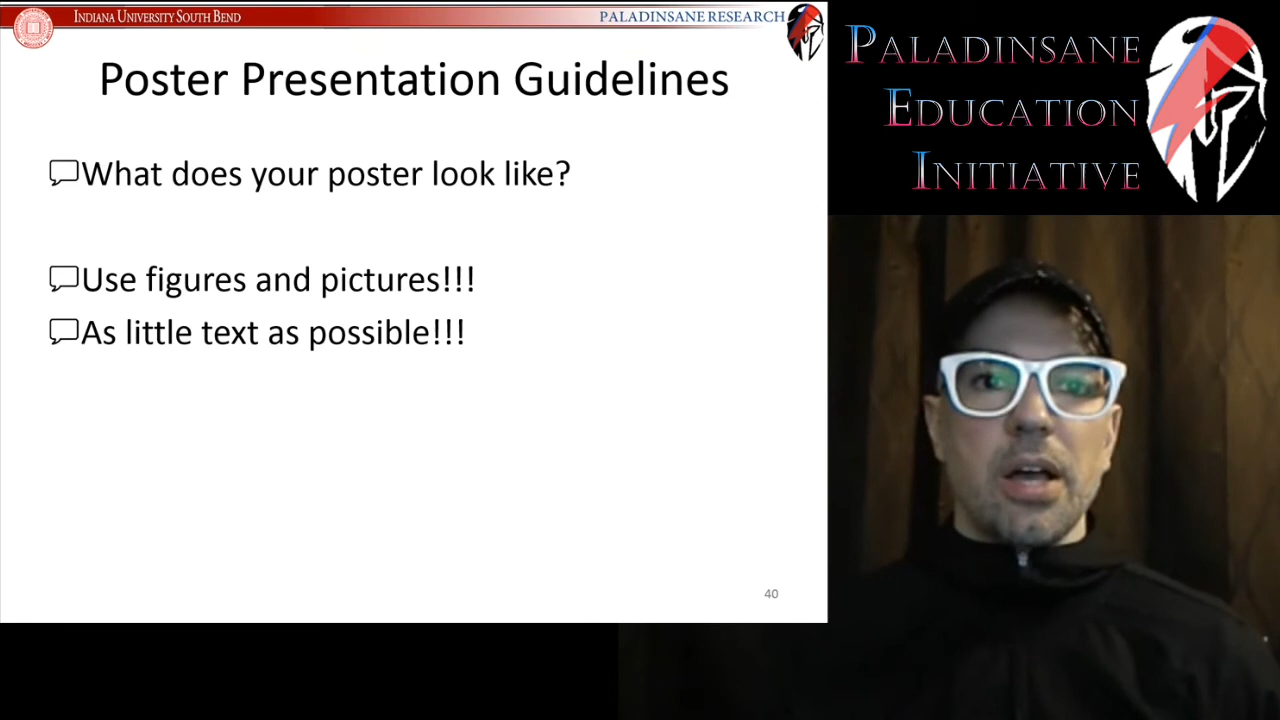 INDIANA UNIVERSITY SOUTH BEND
PALADINSANE RESEARCH
Poster Presentation Guidelines
What does your poster look like?
Use figures and pictures!!!
As little text as possible!!!
40
PALADINSANE
EDUCATION
INITIATIVE